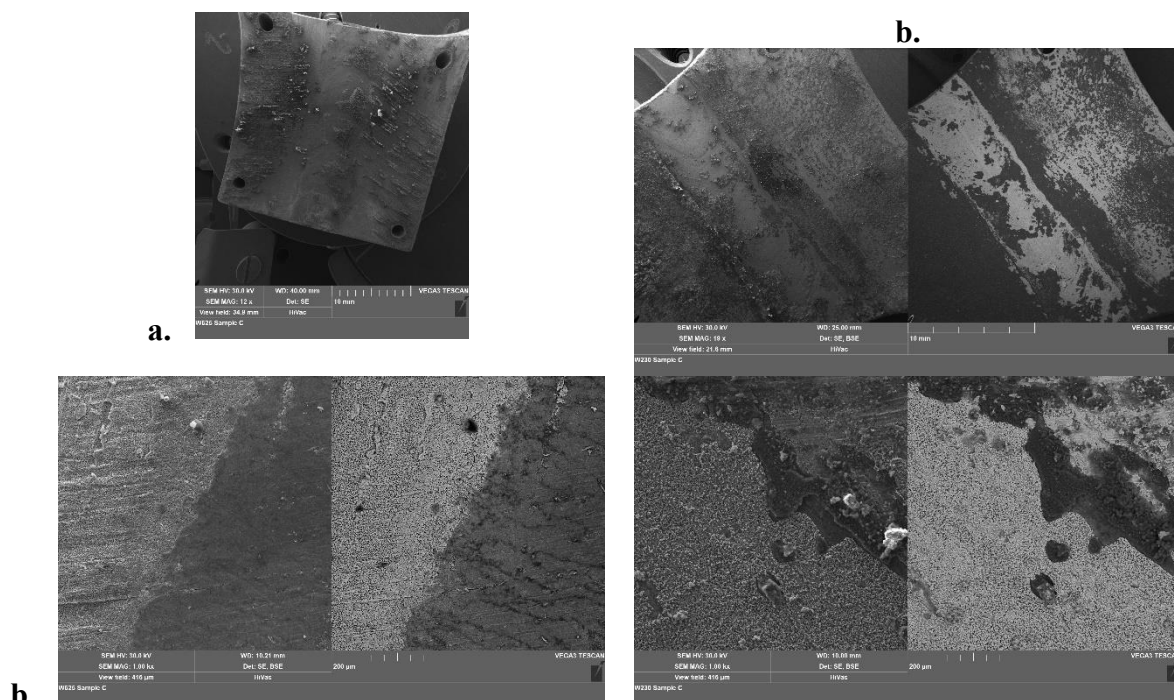 b.
SEM HV: 30.0 kV WD: 40.00 mm VEGA3 TESCAN
SEM MAG: 12 x Det: SE 10 mm
View field: 34.9 mm HiVac
W626 Sample C
a.
SEM HV: 30.0 kV WD: 25.00 mm VEGA3 TESCAN
SEM MAG: 19 x Det: SE, BSE 10 mm
View field: 21.6 mm HiVac
W230 Sample C
SEM HV: 30.0 kV WD: 10.21 mm VEGA3 TESCAN
SEM MAG: 1.00 kx Det: SE, BSE 200 µm
View field: 416 µm HiVac
W626 Sample C
b
SEM HV: 30.0 kV WD: 10.00 mm VEGA3 TESCAN
SEM MAG: 1.00 kx Det: SE, BSE 200 µm
View field: 416 µm HiVac
W230 Sample C